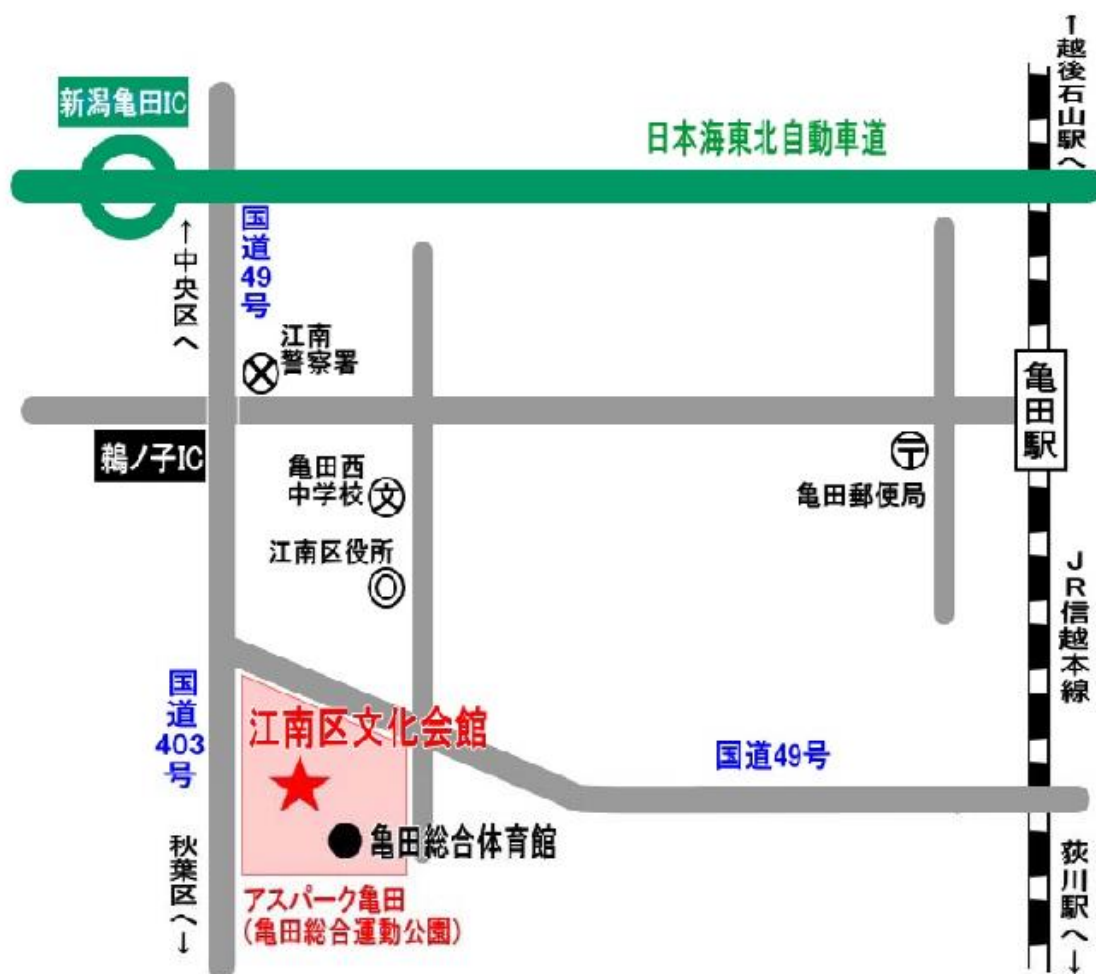 ↑越後石山駅へ
新潟亀田IC
日本海東北自動車道
国道49号
↑中央区へ
江南
警察署
亀田駅
鵜ノ子IC
亀田西
中学校
文
〒
亀田郵便局
江南区役所
JR信越本線
国道403号
江南区文化会館
国道49号
亀田総合体育館
秋葉区へ↓
荻川駅へ↓
アスパーク亀田
(亀田総合運動公園)